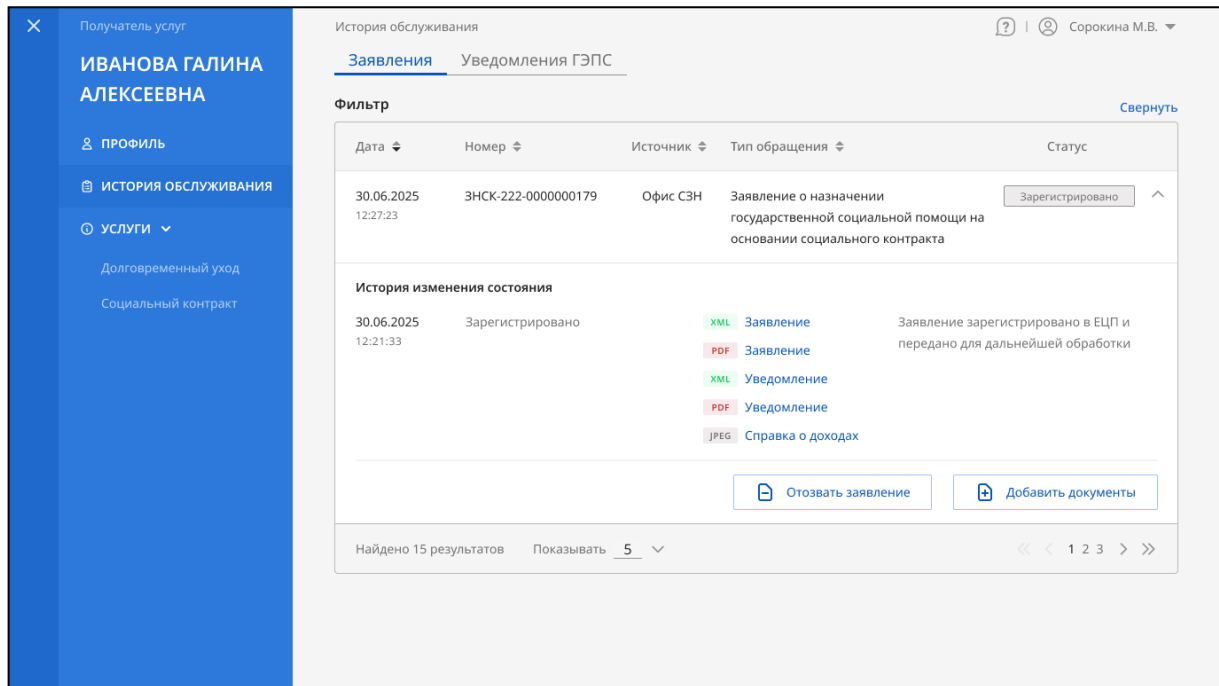 Получатель услуг
ИВАНОВА ГАЛИНА
АЛЕКСЕЕВНА
ПРОФИЛЬ
ИСТОРИЯ ОБСЛУЖИВАНИЯ
УСЛУГИ
Долговременный уход
Социальный контракт
История обслуживания
? | Сорокина М.В.
Заявления Уведомления ГЭПС
Фильтр Свернуть
Дата Номер Источник Тип обращения Статус
30.06.2025 ЗНСК-222-0000000179 Офис СЗН Заявление о назначении Зарегистрировано
12:27:23 государственной социальной помощи на
основании социального контракта
История изменения состояния
30.06.2025 Зарегистрировано XML Заявление Заявление зарегистрировано в ЕЦП и
12:21:33 PDF Заявление передано для дальнейшей обработки
XML Уведомление
PDF Уведомление
JPEG Справка о доходах
Отозвать заявление Добавить документы
Найдено 15 результатов Показывать 5 1 2 3